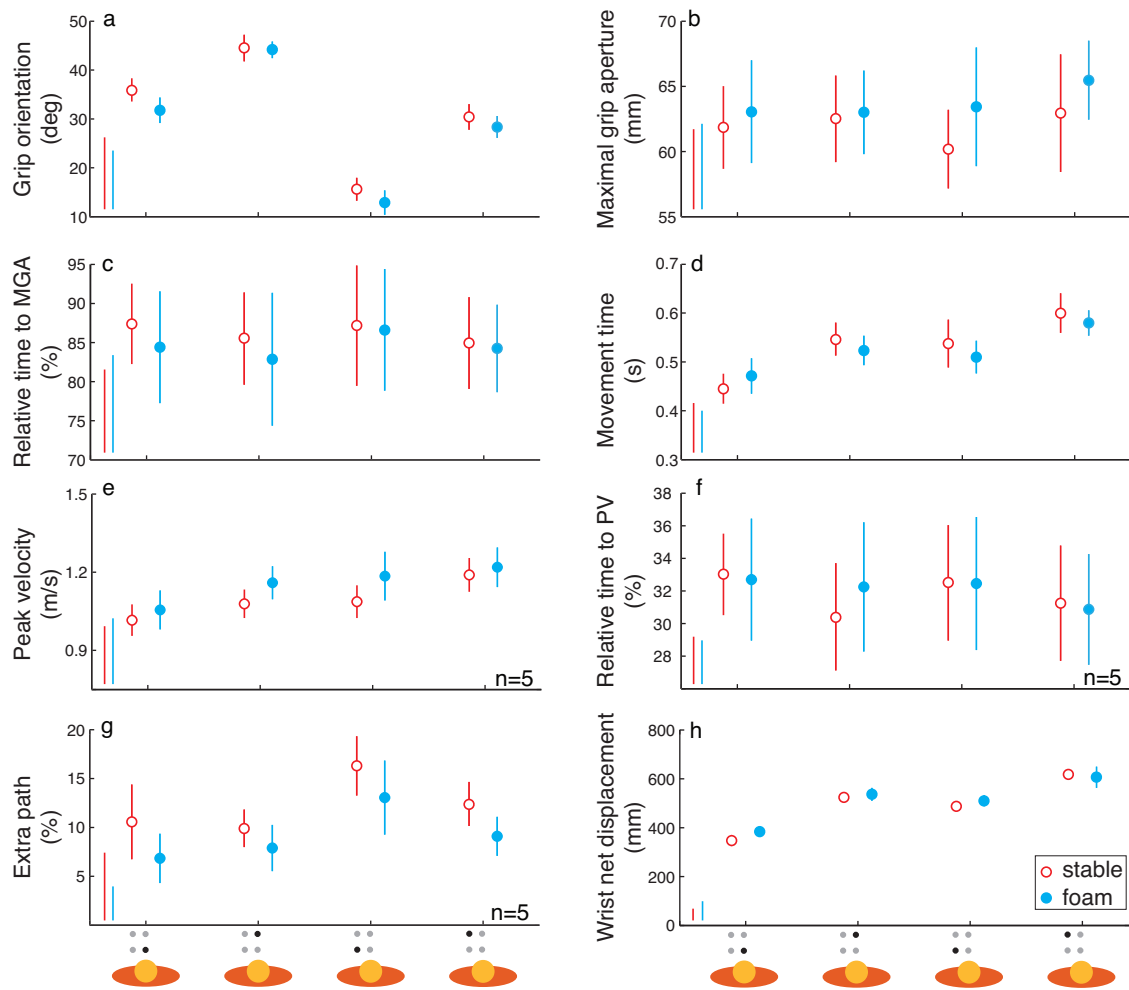 a
Grip orientation
(deg)
50
40
30
20
10
b
Maximal grip aperture
(mm)
70
65
60
55
c
Relative time to MGA
(%)
95
90
85
80
75
70
d
Movement time
(s)
0.7
0.6
0.5
0.4
0.3
e
Peak velocity
(m/s)
1.5
1.2
0.9
n=5
f
Relative time to PV
(%)
38
36
34
32
30
28
n=5
g
Extra path
(%)
20
15
10
5
n=5
h
Wrist net displacement
(mm)
800
600
400
200
0
stable
foam